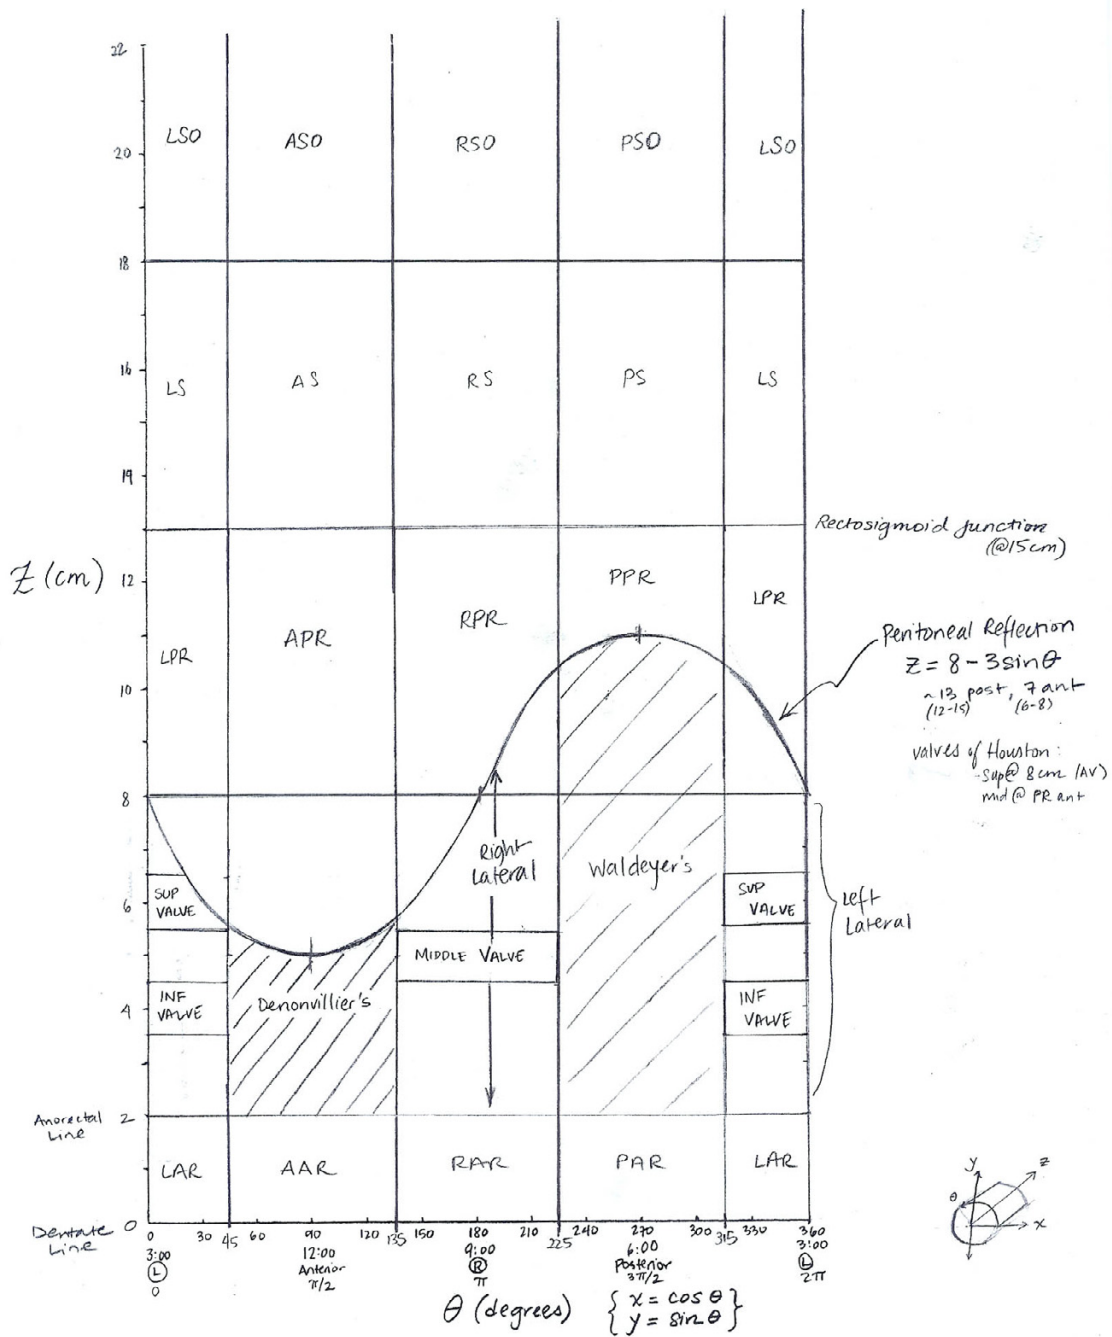 22
LSO ASO RSO PSO LSO
20
18
16
LS AS RS PS LS
14
Rectosigmoid junction
(@15cm)
Z (cm)
12
PPR
LPR
RPR
APR
LPR
Peritoneal Reflection
z = 8 - 3 sin θ
~13 post, 7 ant
(12-15) (6-8)
10
valves of Houston:
- Sup @ 8cm (AV)
mid @ PR ant
8
Right
Lateral
Waldeyer's
SUP
VALVE
SUP
VALVE
6
Left
Lateral
MIDDLE VALVE
INF
VALVE
Denonvillier's
INF
VALVE
4
Anorectal
Line
2
LAR AAR RAR PAR LAR
Dentate
Line
0
0 30 45 60 90 120 135 150 180 210 225 240 270 315 330 360
3:00 12:00 9:00 6:00 3:00
L Anterior R Posterior L
0 π/2 π 3π/2 2π
θ (degrees) { x = cos θ
y = sin θ }
y z
θ
x